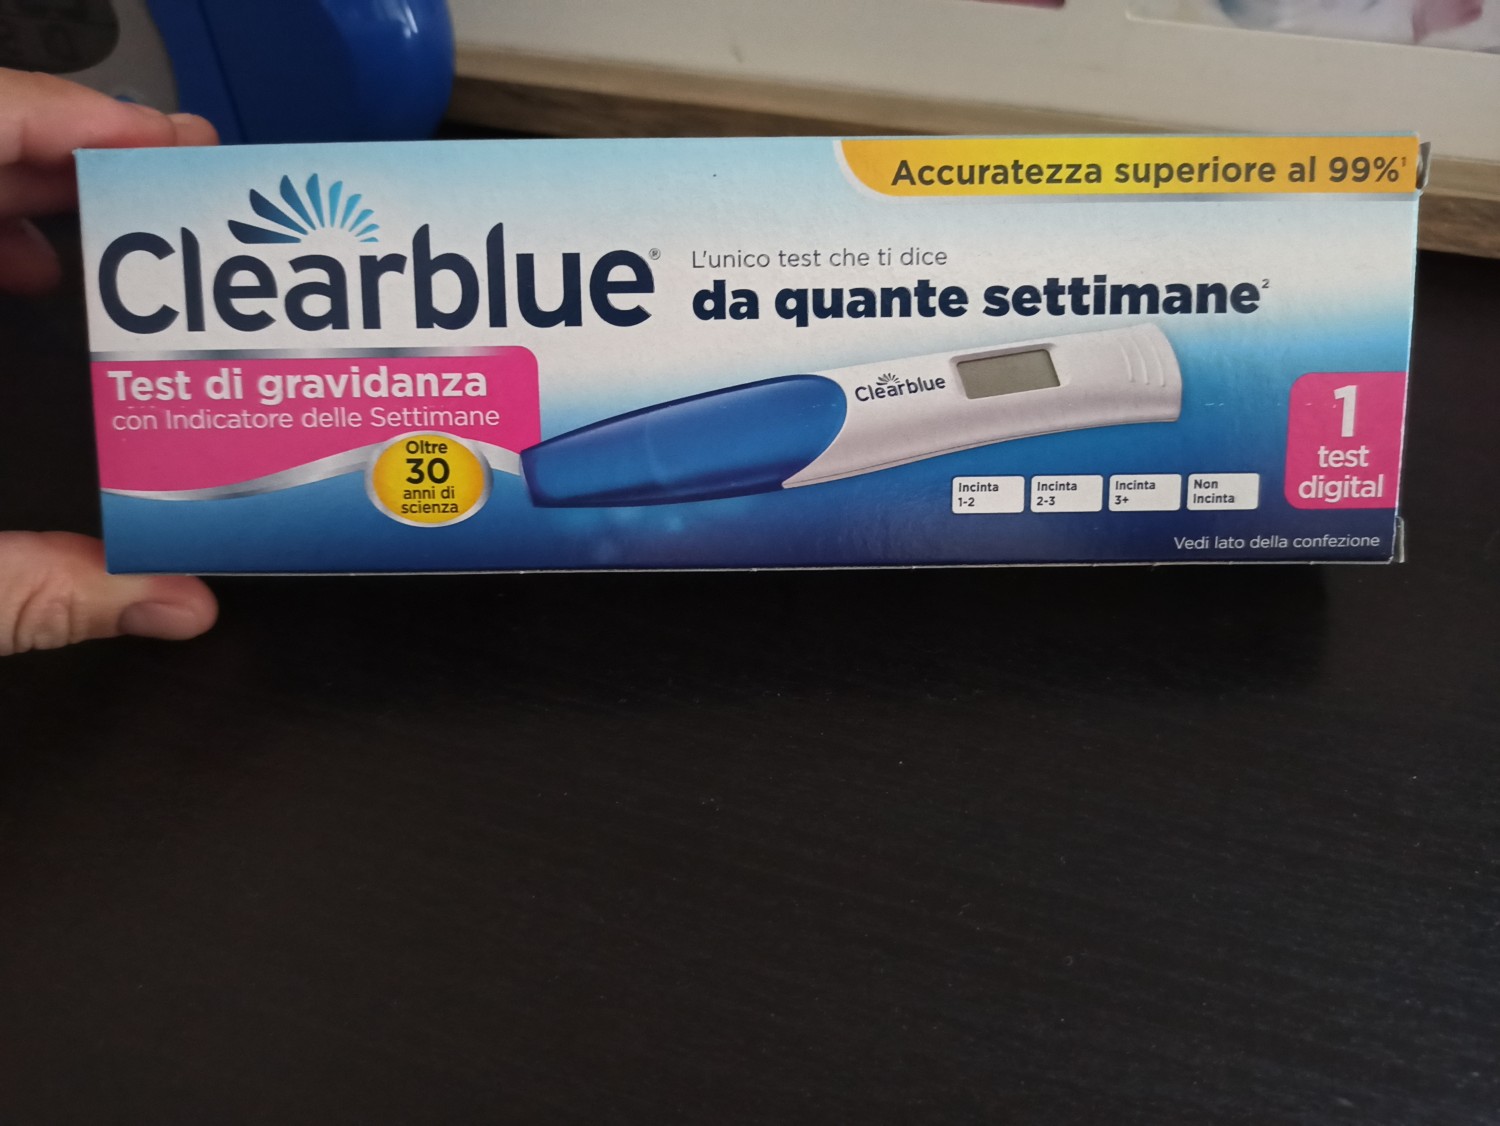 Accuratezza superiore al 99%¹
Clearblue®
L'unico test che ti dice
da quante settimane²
Test di gravidanza
con Indicatore delle Settimane
Oltre
30
anni di
scienza
Clearblue
Incinta
1-2
Incinta
2-3
Incinta
3+
Non
Incinta
1
test
digital
Vedi lato della confezione